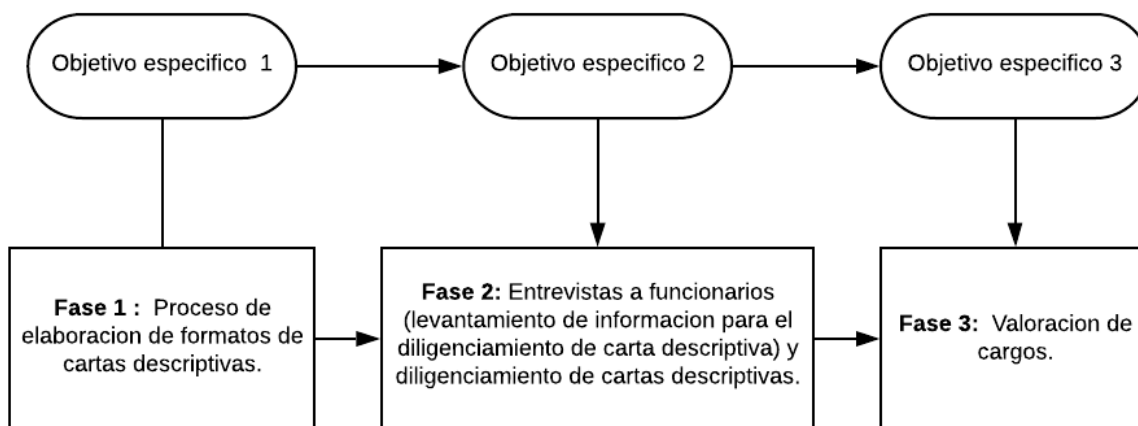 Objetivo especifico 1
Objetivo especifico 2
Objetivo especifico 3
Fase 1 : Proceso de
elaboracion de formatos de
cartas descriptivas.
Fase 2: Entrevistas a funcionarios
(levantamiento de informacion para el
diligenciamiento de carta descriptiva) y
diligenciamiento de cartas descriptivas.
Fase 3: Valoracion de
cargos.